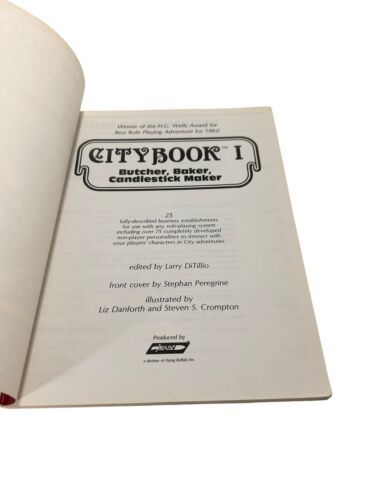 Winner of the H.G. Wells Award for
Best Role Playing Adventure for 1982!
CITYBOOK™ I
Butcher, Baker,
Candlestick Maker
25
fully-described business establishments
for use with any role-playing system
including over 75 completely developed
non-player personalities to interact with
your players' characters in City adventures
edited by Larry DiTillio
front cover by Stephan Peregrine
illustrated by
Liz Danforth and Steven S. Crompton
Produced by
BLADE
a division of Flying Buffalo Inc.